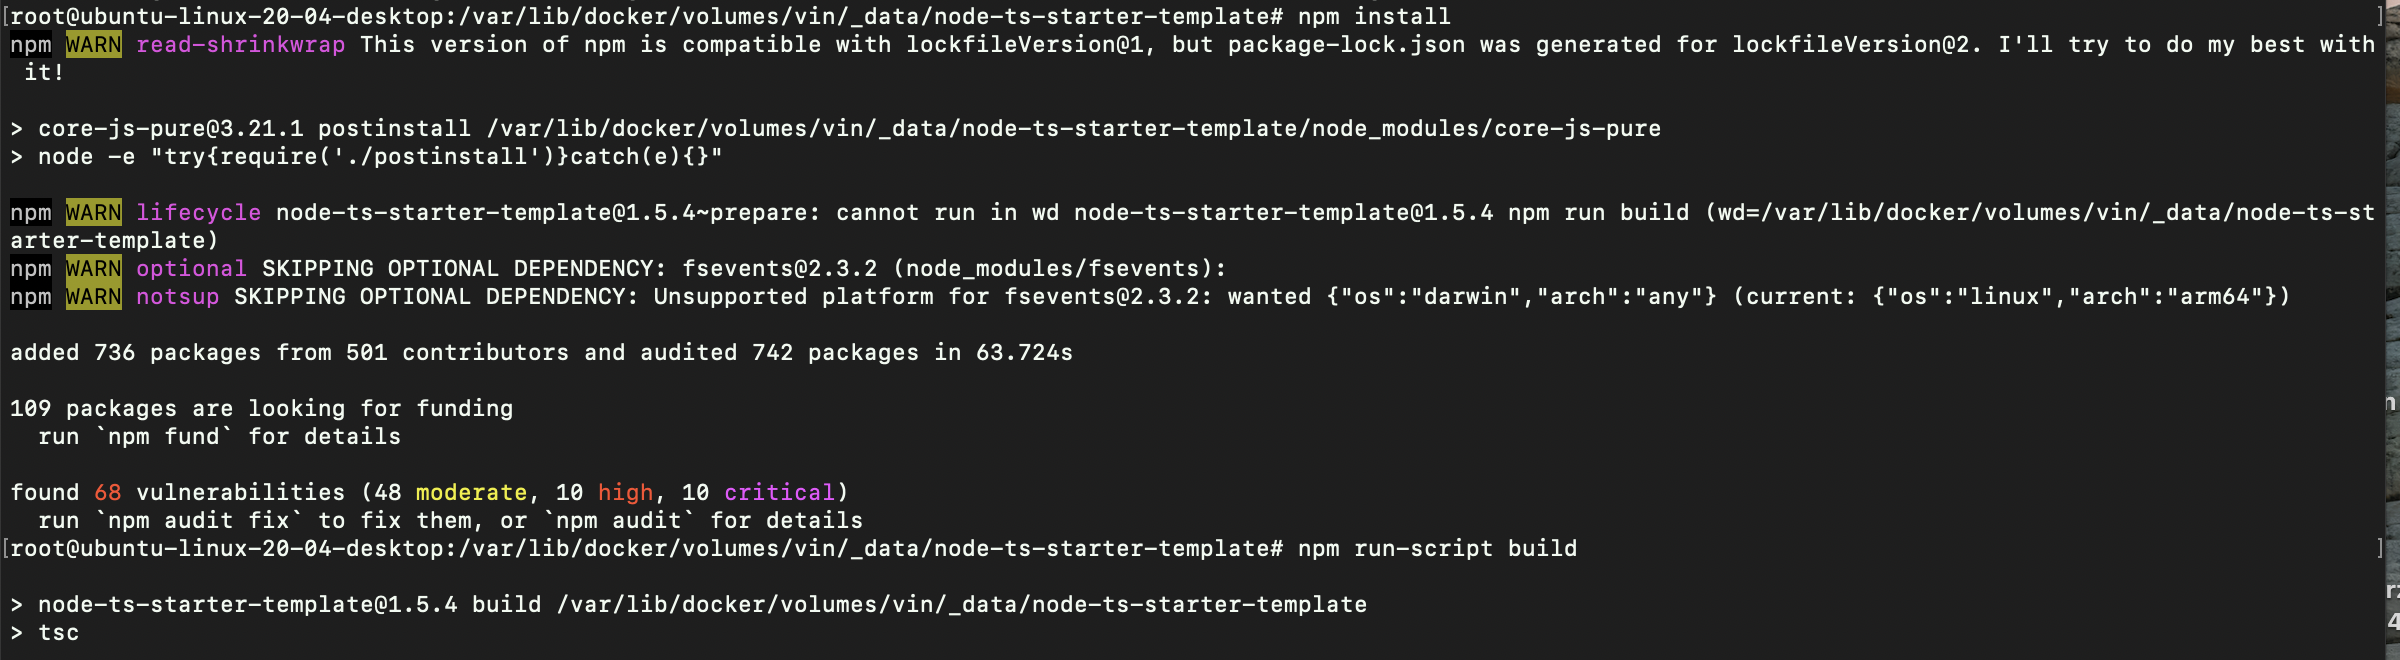 [root@ubuntu-linux-20-04-desktop:/var/lib/docker/volumes/vin/_data/node-ts-starter-template# npm install ]
npm WARN read-shrinkwrap This version of npm is compatible with lockfileVersion@1, but package-lock.json was generated for lockfileVersion@2. I'll try to do my best with
 it!
> core-js-pure@3.21.1 postinstall /var/lib/docker/volumes/vin/_data/node-ts-starter-template/node_modules/core-js-pure
> node -e "try{require('./postinstall')}catch(e){}"
npm WARN lifecycle node-ts-starter-template@1.5.4~prepare: cannot run in wd node-ts-starter-template@1.5.4 npm run build (wd=/var/lib/docker/volumes/vin/_data/node-ts-st
arter-template)
npm WARN optional SKIPPING OPTIONAL DEPENDENCY: fsevents@2.3.2 (node_modules/fsevents):
npm WARN notsup SKIPPING OPTIONAL DEPENDENCY: Unsupported platform for fsevents@2.3.2: wanted {"os":"darwin","arch":"any"} (current: {"os":"linux","arch":"arm64"})
added 736 packages from 501 contributors and audited 742 packages in 63.724s
109 packages are looking for funding
  run `npm fund` for details
found 68 vulnerabilities (48 moderate, 10 high, 10 critical)
  run `npm audit fix` to fix them, or `npm audit` for details
[root@ubuntu-linux-20-04-desktop:/var/lib/docker/volumes/vin/_data/node-ts-starter-template# npm run-script build ]
> node-ts-starter-template@1.5.4 build /var/lib/docker/volumes/vin/_data/node-ts-starter-template
> tsc